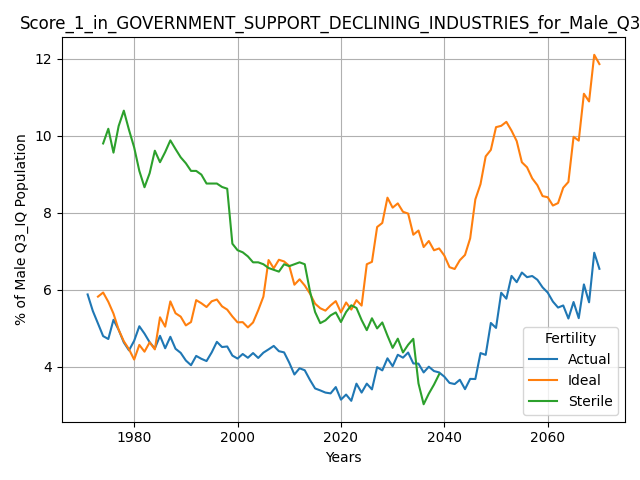 Score_1_in_GOVERNMENT_SUPPORT_DECLINING_INDUSTRIES_for_Male_Q3
% of Male Q3_IQ Population
12
10
8
6
4
1980 2000 2020 2040 2060
Years
Fertility
Actual
Ideal
Sterile